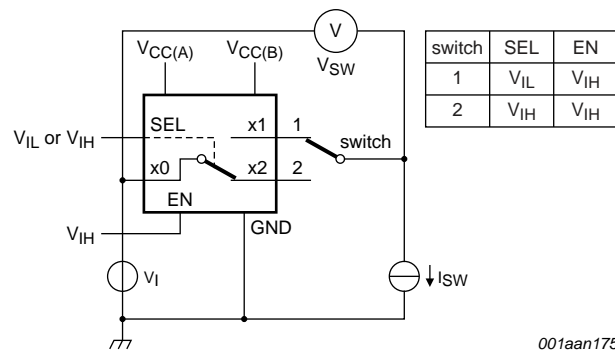 V
VCC(A)
VCC(B)
VSW
switch SEL EN
1 VIL VIH
2 VIH VIH
VIL or VIH
SEL
x1
1
switch
x0
x2
2
EN
VIH
GND
VI
ISW
001aan175